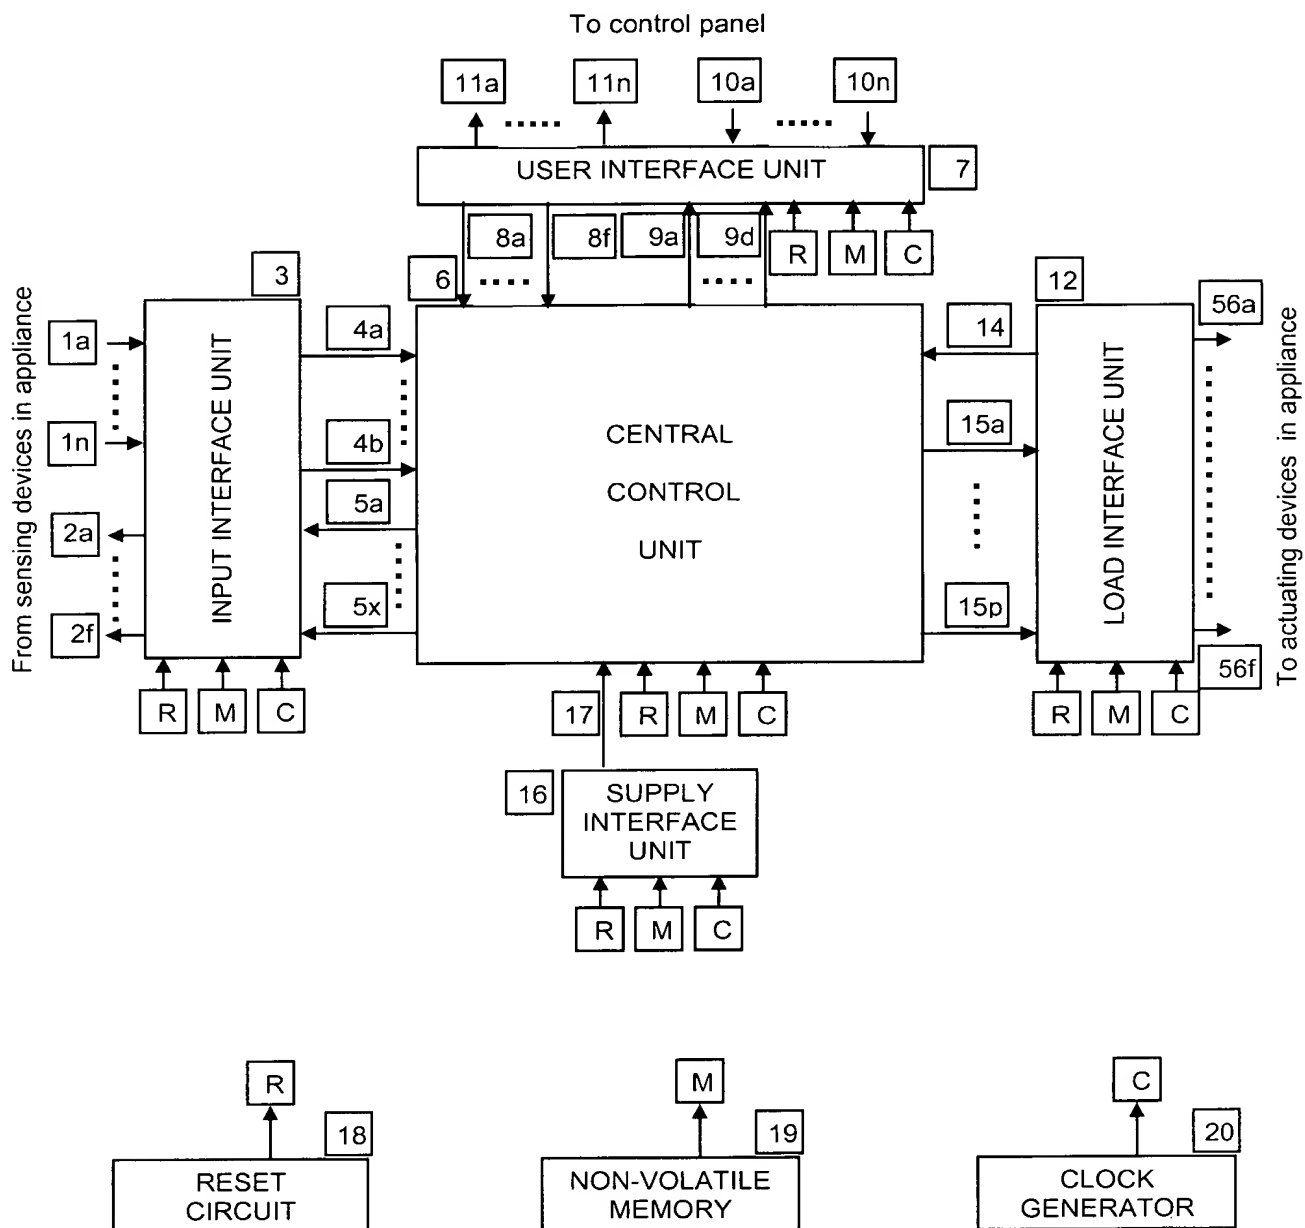 To control panel
11a
11n
10a
10n
USER INTERFACE UNIT
7
8a
8f
9a
9d
R
M
C
3
6
12
From sensing devices in appliance
1a
1n
2a
2f
INPUT INTERFACE UNIT
4a
4b
5a
5x
CENTRAL
CONTROL
UNIT
14
15a
15p
LOAD INTERFACE UNIT
56a
56f
To actuating devices in appliance
R
M
C
17
R
M
C
R
M
C
16
SUPPLY
INTERFACE
UNIT
R
M
C
R
18
RESET
CIRCUIT
M
19
NON-VOLATILE
MEMORY
C
20
CLOCK
GENERATOR